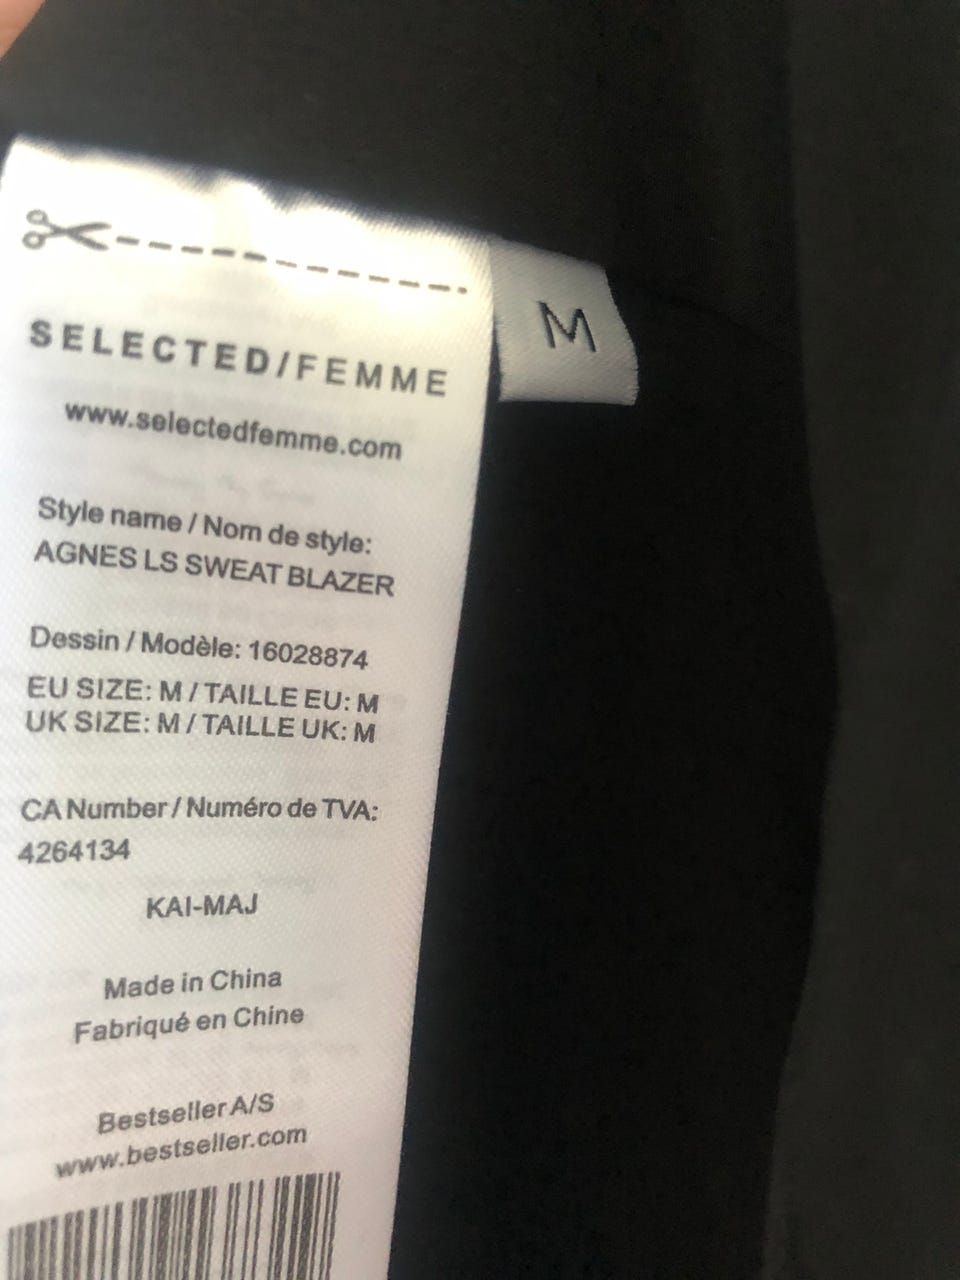 SELECTED/FEMME
M
www.selectedfemme.com
Style name / Nom de style:
AGNES LS SWEAT BLAZER
Dessin / Modèle: 16028874
EU SIZE: M / TAILLE EU: M
UK SIZE: M / TAILLE UK: M
CA Number / Numéro de TVA:
4264134
KAI-MAJ
Made in China
Fabriqué en Chine
Bestseller A/S
www.bestseller.com